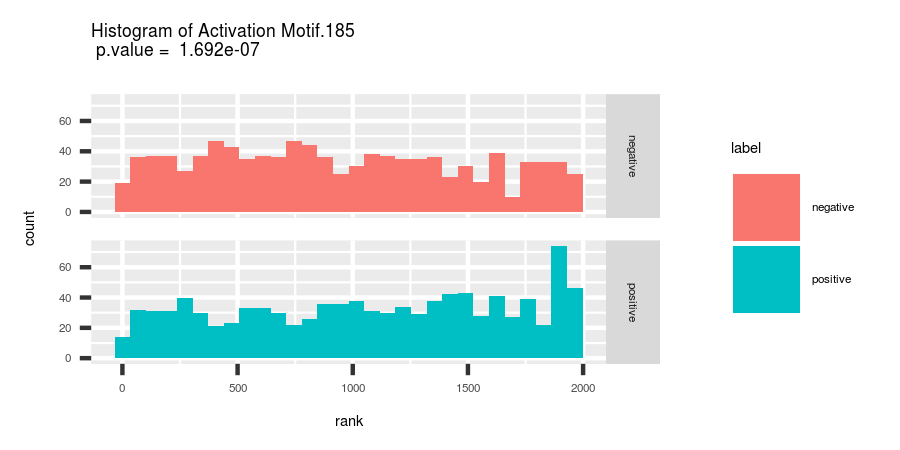 Histogram of Activation Motif.185
p.value = 1.692e-07
count
60
40
20
0
negative
60
40
20
0
positive
0 500 1000 1500 2000
rank
label
negative
positive